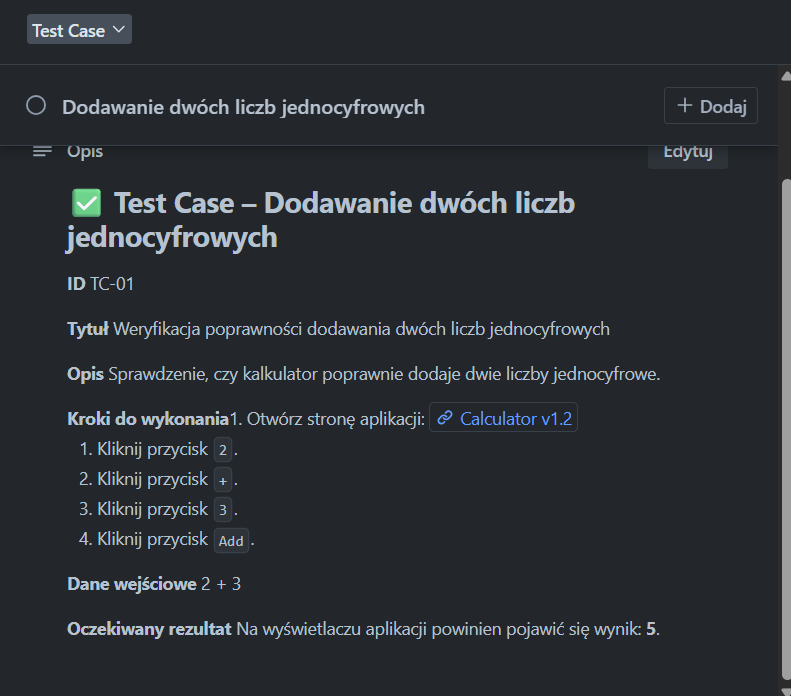 Test Case
Dodawanie dwóch liczb jednocyfrowych
+ Dodaj
Opis
Edytuj
✅ Test Case – Dodawanie dwóch liczb
jednocyfrowych
ID TC-01
Tytuł Weryfikacja poprawności dodawania dwóch liczb jednocyfrowych
Opis Sprawdzenie, czy kalkulator poprawnie dodaje dwie liczby jednocyfrowe.
Kroki do wykonania1. Otwórz stronę aplikacji: Calculator v1.2
1. Kliknij przycisk 2.
2. Kliknij przycisk +.
3. Kliknij przycisk 3.
4. Kliknij przycisk Add.
Dane wejściowe 2 + 3
Oczekiwany rezultat Na wyświetlaczu aplikacji powinien pojawić się wynik: 5.